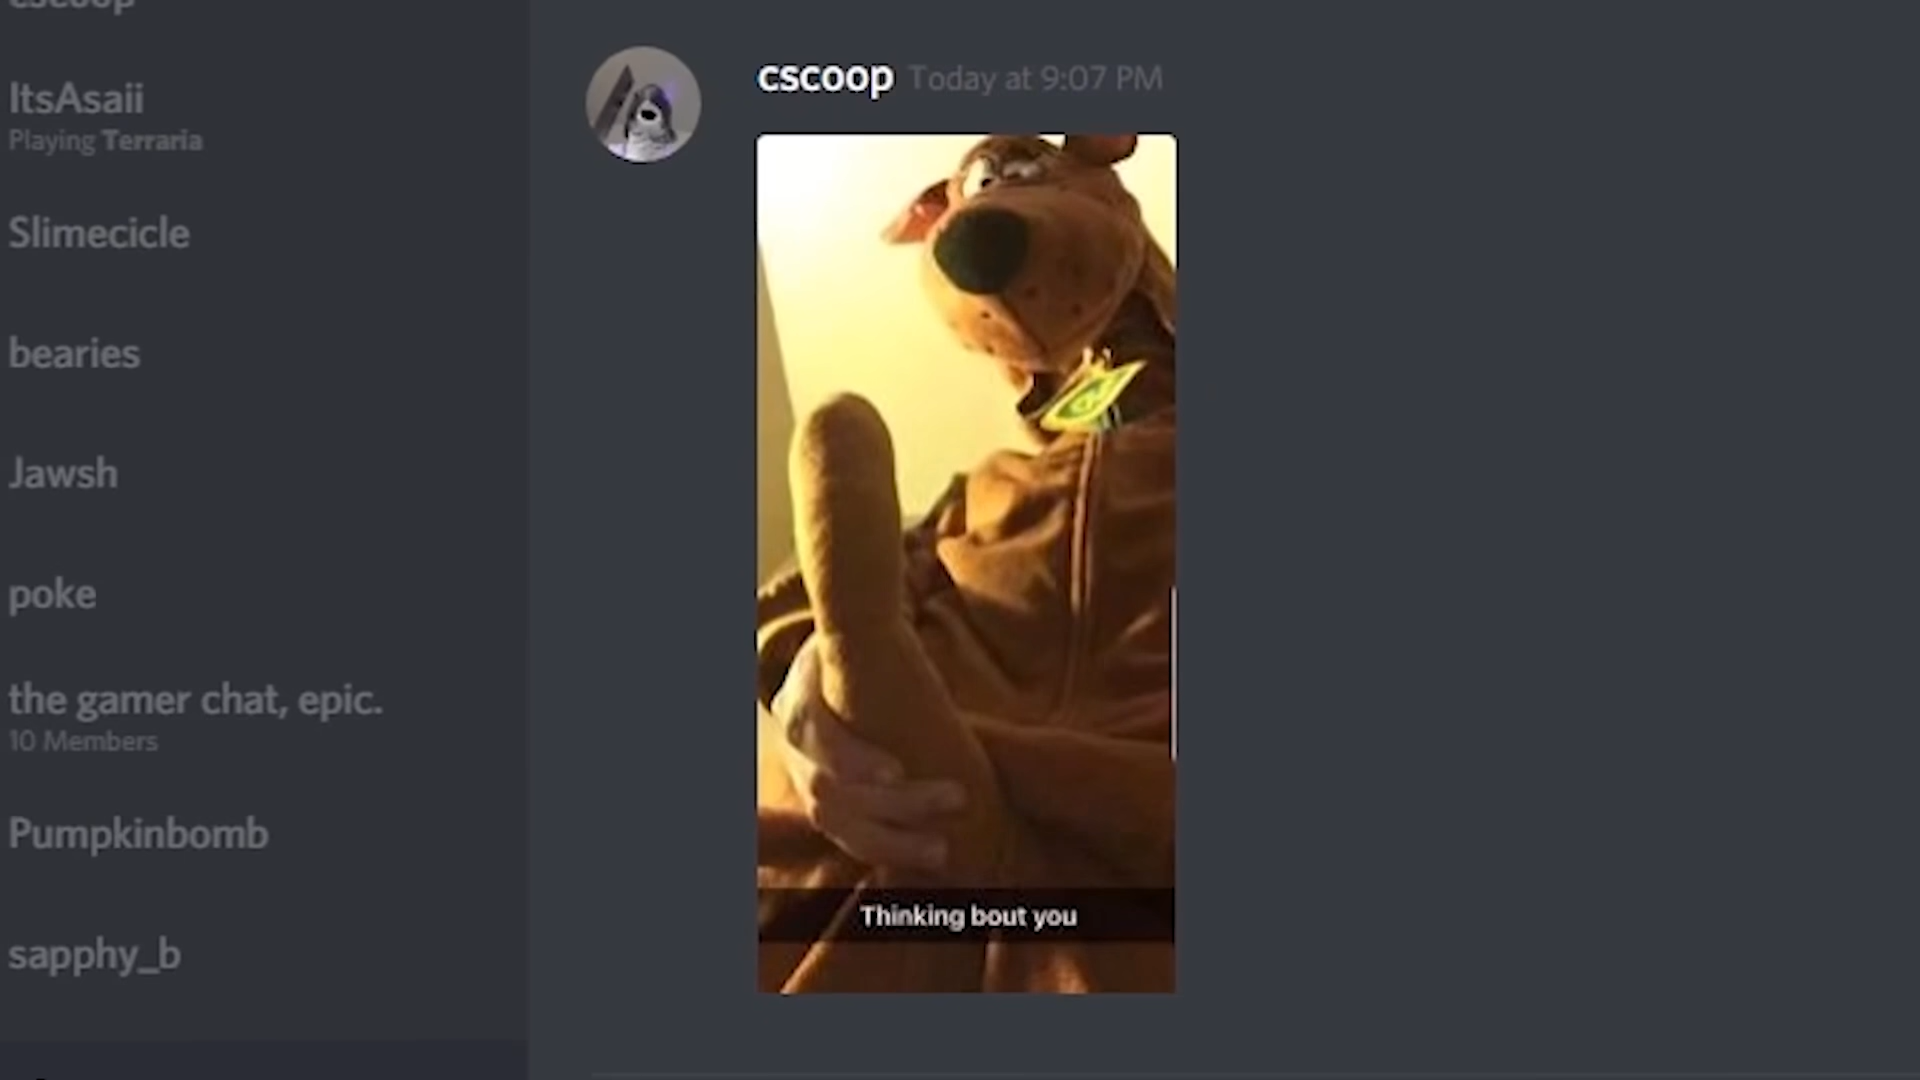 cscoop
ItsAsaii
Playing Terraria
Slimecicle
bearies
Jawsh
poke
the gamer chat, epic.
10 Members
Pumpkinbomb
sapphy_b
cscoop Today at 9:07 PM
Thinking bout you